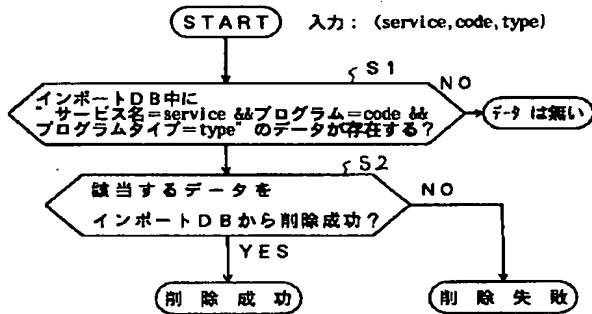 START 入力：(service,code,type)
S1
NO
インポートDB中に
"サービス名=service &&プログラム=code &&
プログラムタイプ=type"のデータが存在する？
データは無い
S2
該当するデータを
NO
インポートDBから削除成功？
YES
削除成功
削除失敗